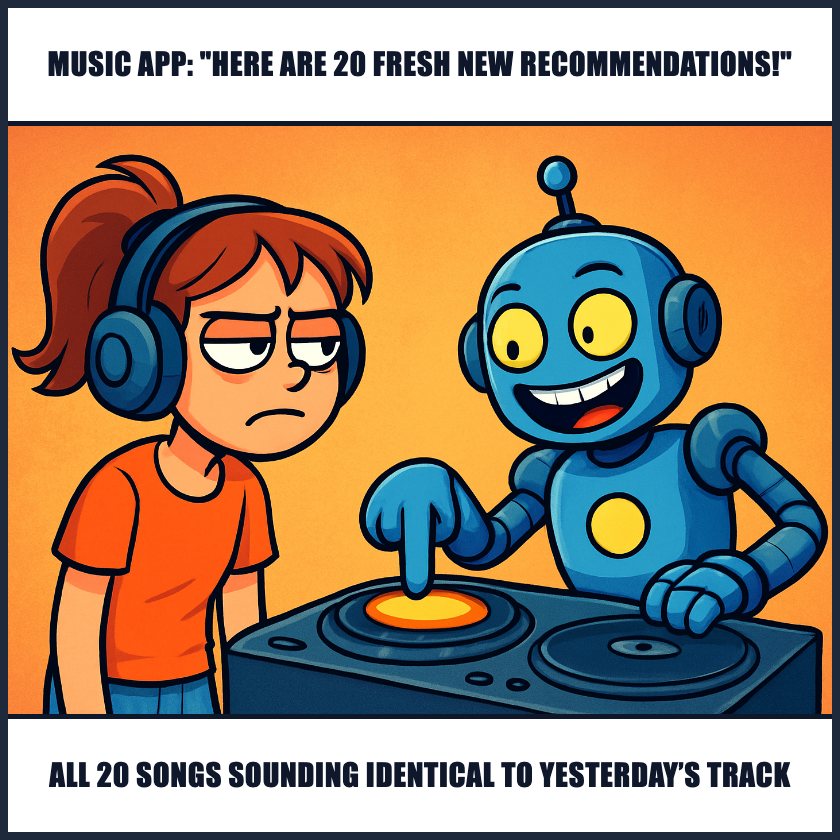 MUSIC APP: "HERE ARE 20 FRESH NEW RECOMMENDATIONS!"
ALL 20 SONGS SOUNDING IDENTICAL TO YESTERDAY’S TRACK